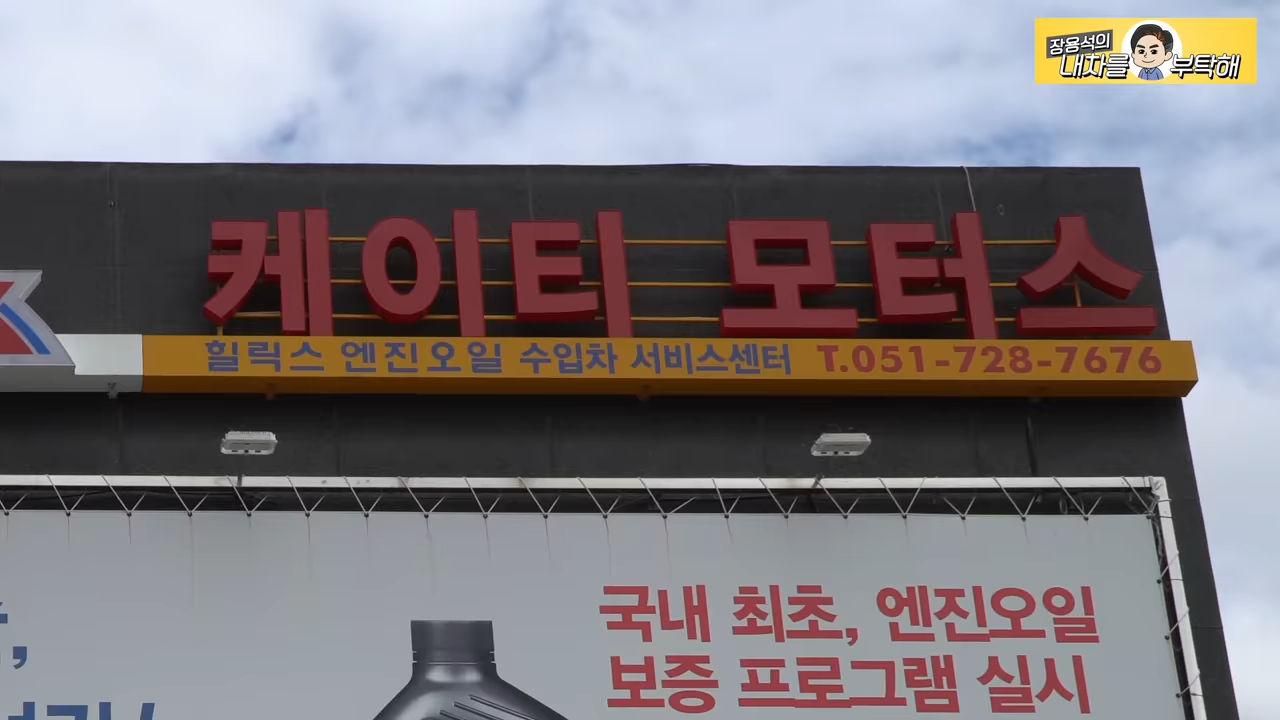 장용석의
내차를 부탁해
케이티 모터스
힐릭스 엔진오일 수입차 서비스센터 T.051-728-7676
국내 최초, 엔진오일
보증 프로그램 실시